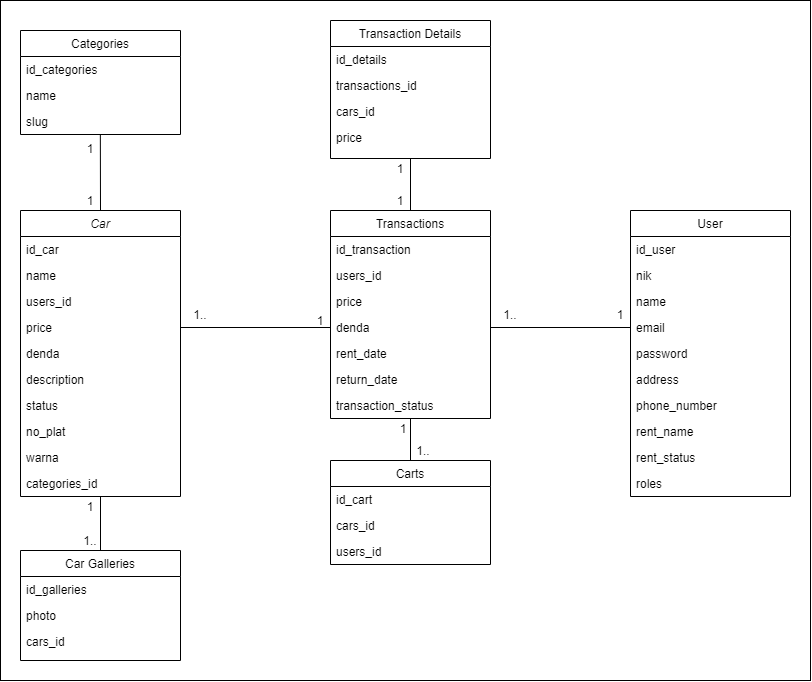 Categories
id_categories
name
slug
1
1
Transaction Details
id_details
transactions_id
cars_id
price
1
1
Car
id_car
name
users_id
price
denda
description
status
no_plat
warna
categories_id
1..
1
Transactions
id_transaction
users_id
price
denda
rent_date
return_date
transaction_status
1..
1
User
id_user
nik
name
email
password
address
phone_number
rent_name
rent_status
roles
1
1..
Car Galleries
id_galleries
photo
cars_id
1
1..
Carts
id_cart
cars_id
users_id